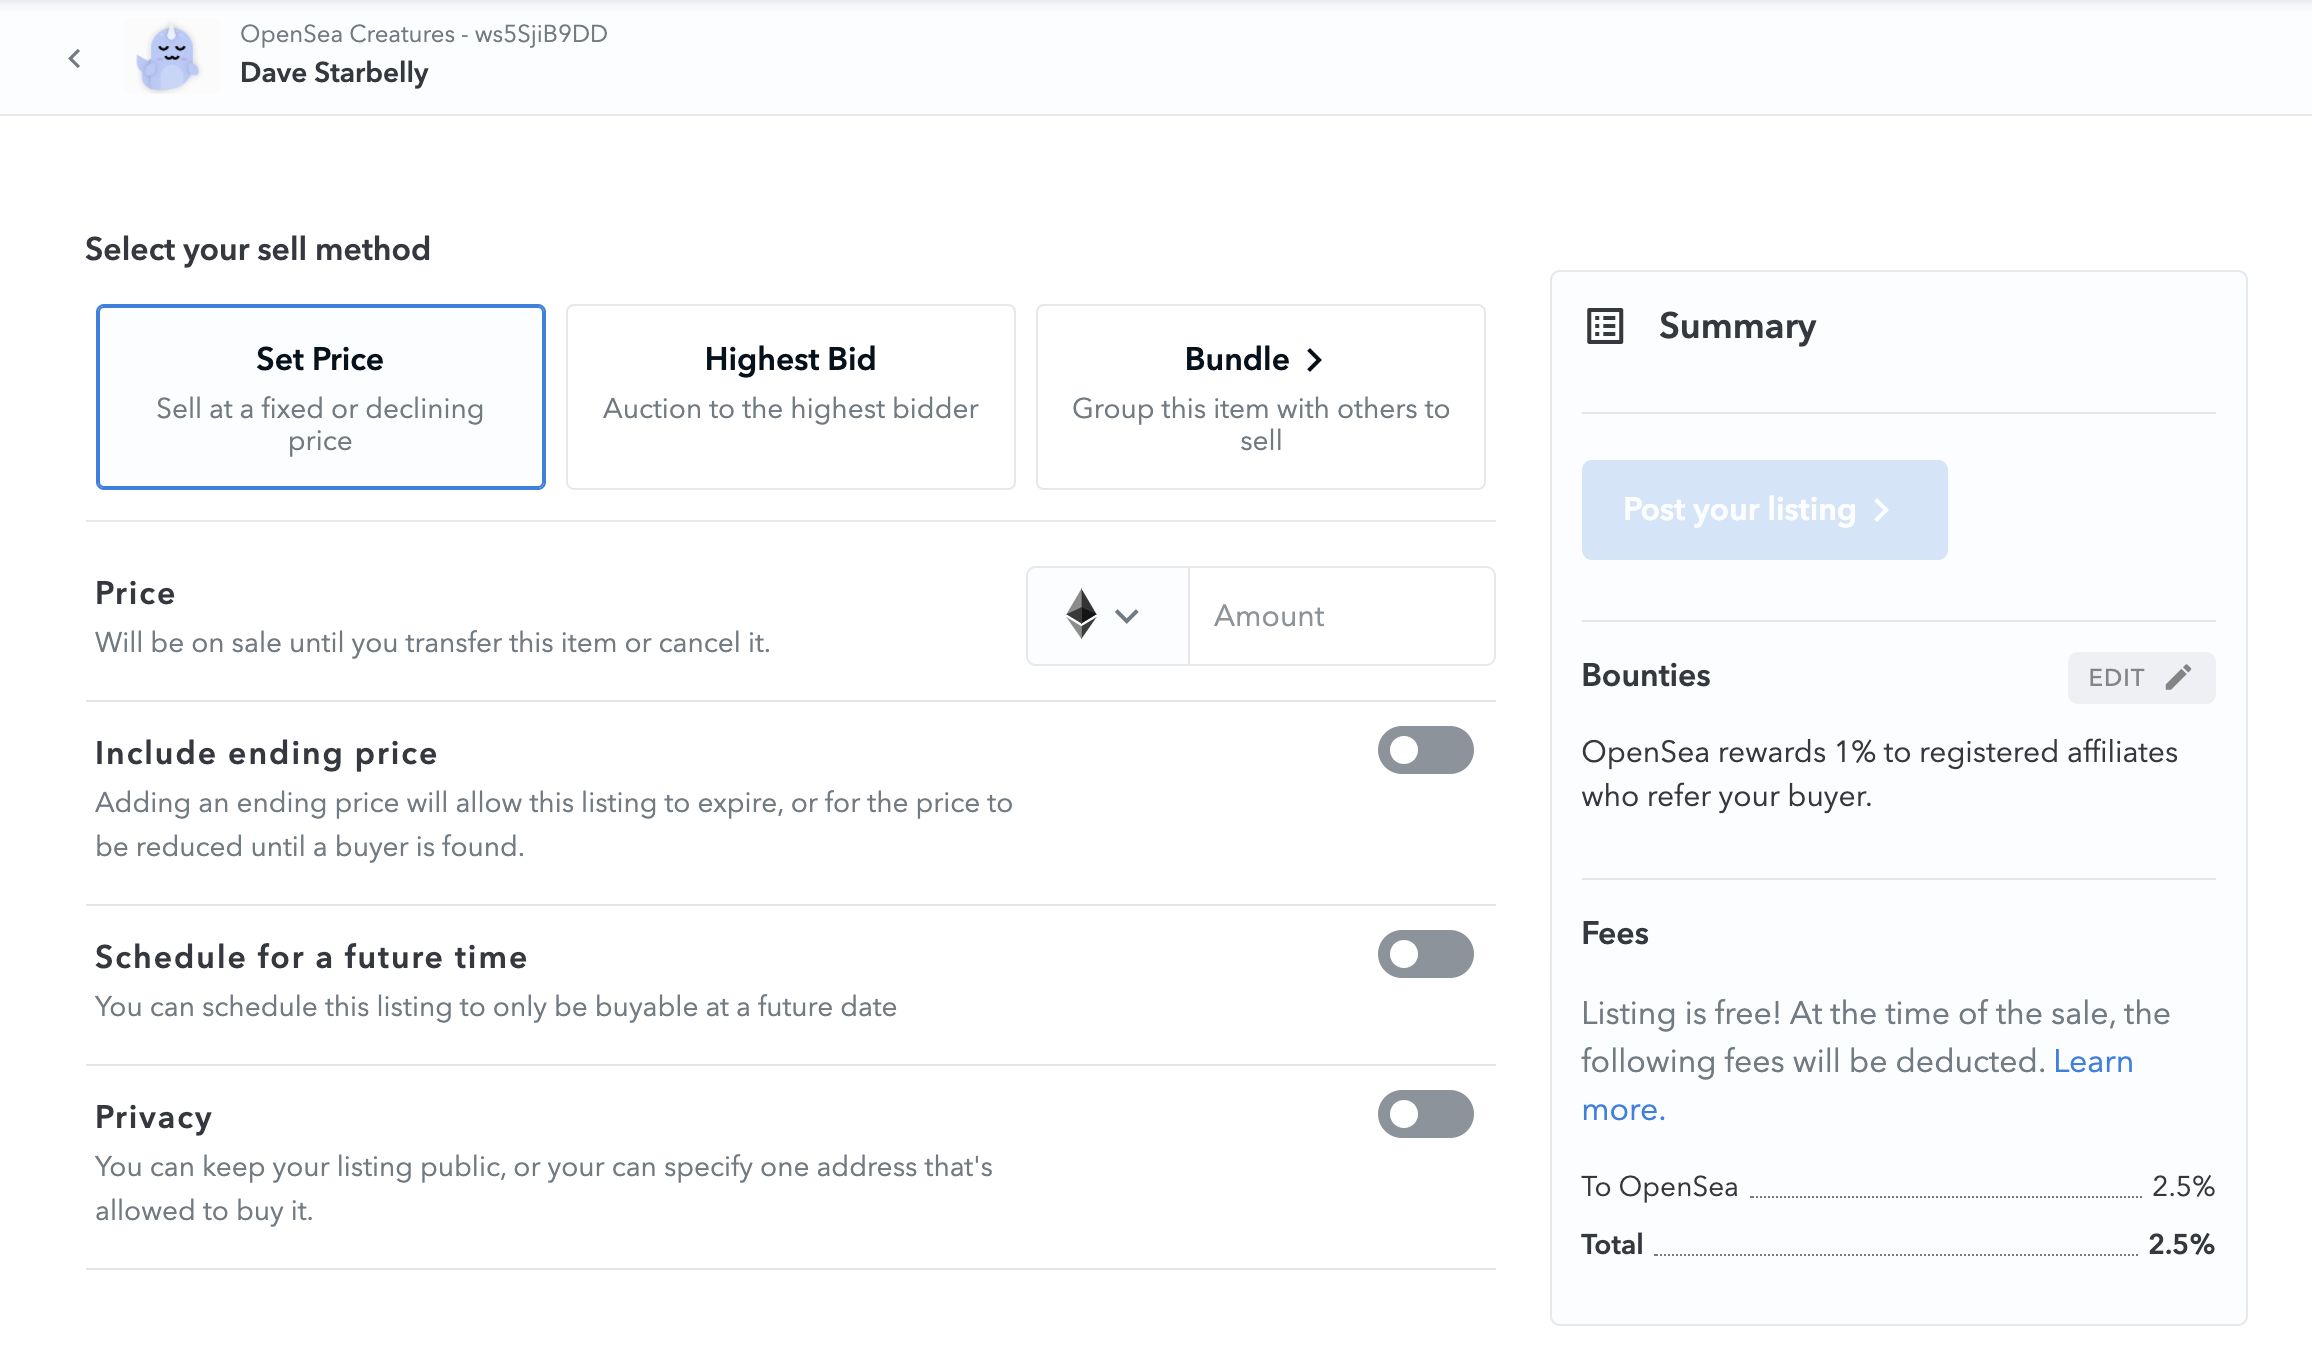 OpenSea Creatures - ws5SjiB9DD
Dave Starbelly
Select your sell method
Set Price
Sell at a fixed or declining
price
Highest Bid
Auction to the highest bidder
Bundle
Group this item with others to
sell
Price
Will be on sale until you transfer this item or cancel it.
Amount
Include ending price
Adding an ending price will allow this listing to expire, or for the price to
be reduced until a buyer is found.
Schedule for a future time
You can schedule this listing to only be buyable at a future date
Privacy
You can keep your listing public, or your can specify one address that's
allowed to buy it.
Summary
Post your listing
Bounties
EDIT
OpenSea rewards 1% to registered affiliates
who refer your buyer.
Fees
Listing is free! At the time of the sale, the
following fees will be deducted. Learn
more.
To OpenSea 2.5%
Total 2.5%